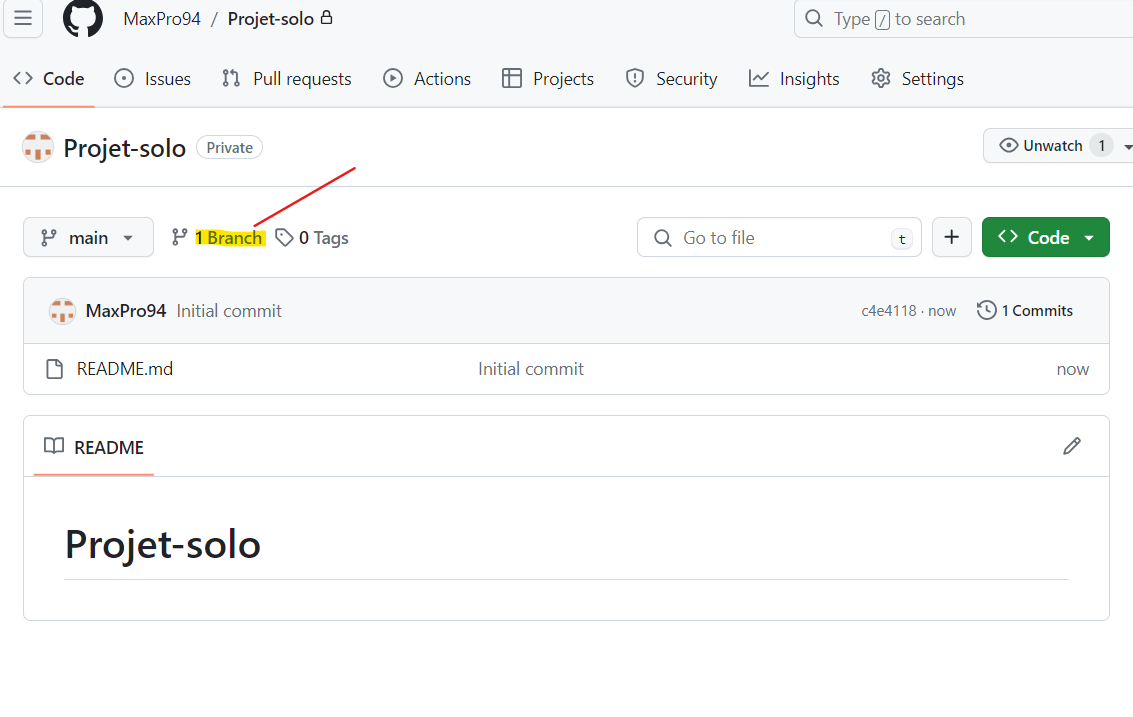 MaxPro94 / Projet-solo
Type / to search
Code Issues Pull requests Actions Projects Security Insights Settings
Projet-solo Private
Unwatch 1
main 1 Branch 0 Tags
Go to file t
Code
MaxPro94 Initial commit
c4e4118 · now 1 Commits
README.md Initial commit now
README
Projet-solo